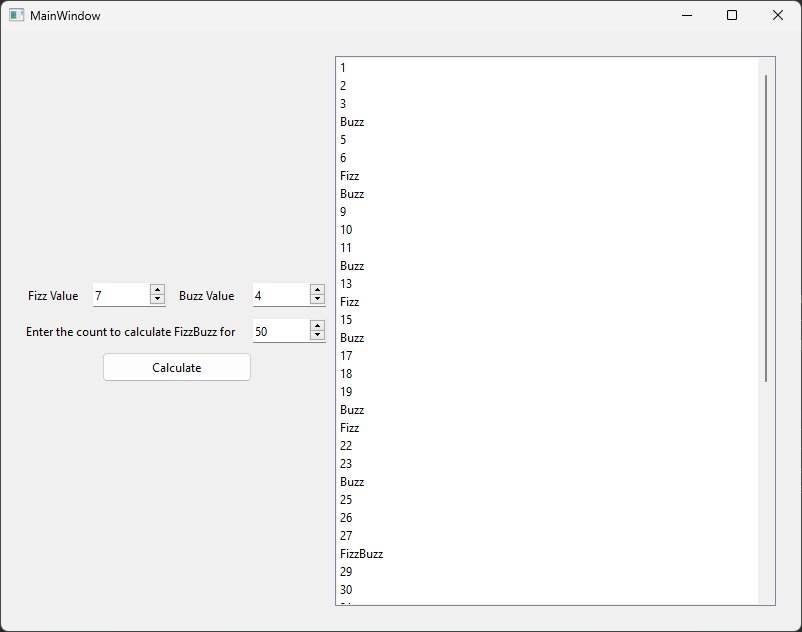 MainWindow
Fizz Value 7 Buzz Value 4
Enter the count to calculate FizzBuzz for 50
Calculate
1
2
3
Buzz
5
6
Fizz
Buzz
9
10
11
Buzz
13
Fizz
15
Buzz
17
18
19
Buzz
Fizz
22
23
Buzz
25
26
27
FizzBuzz
29
30